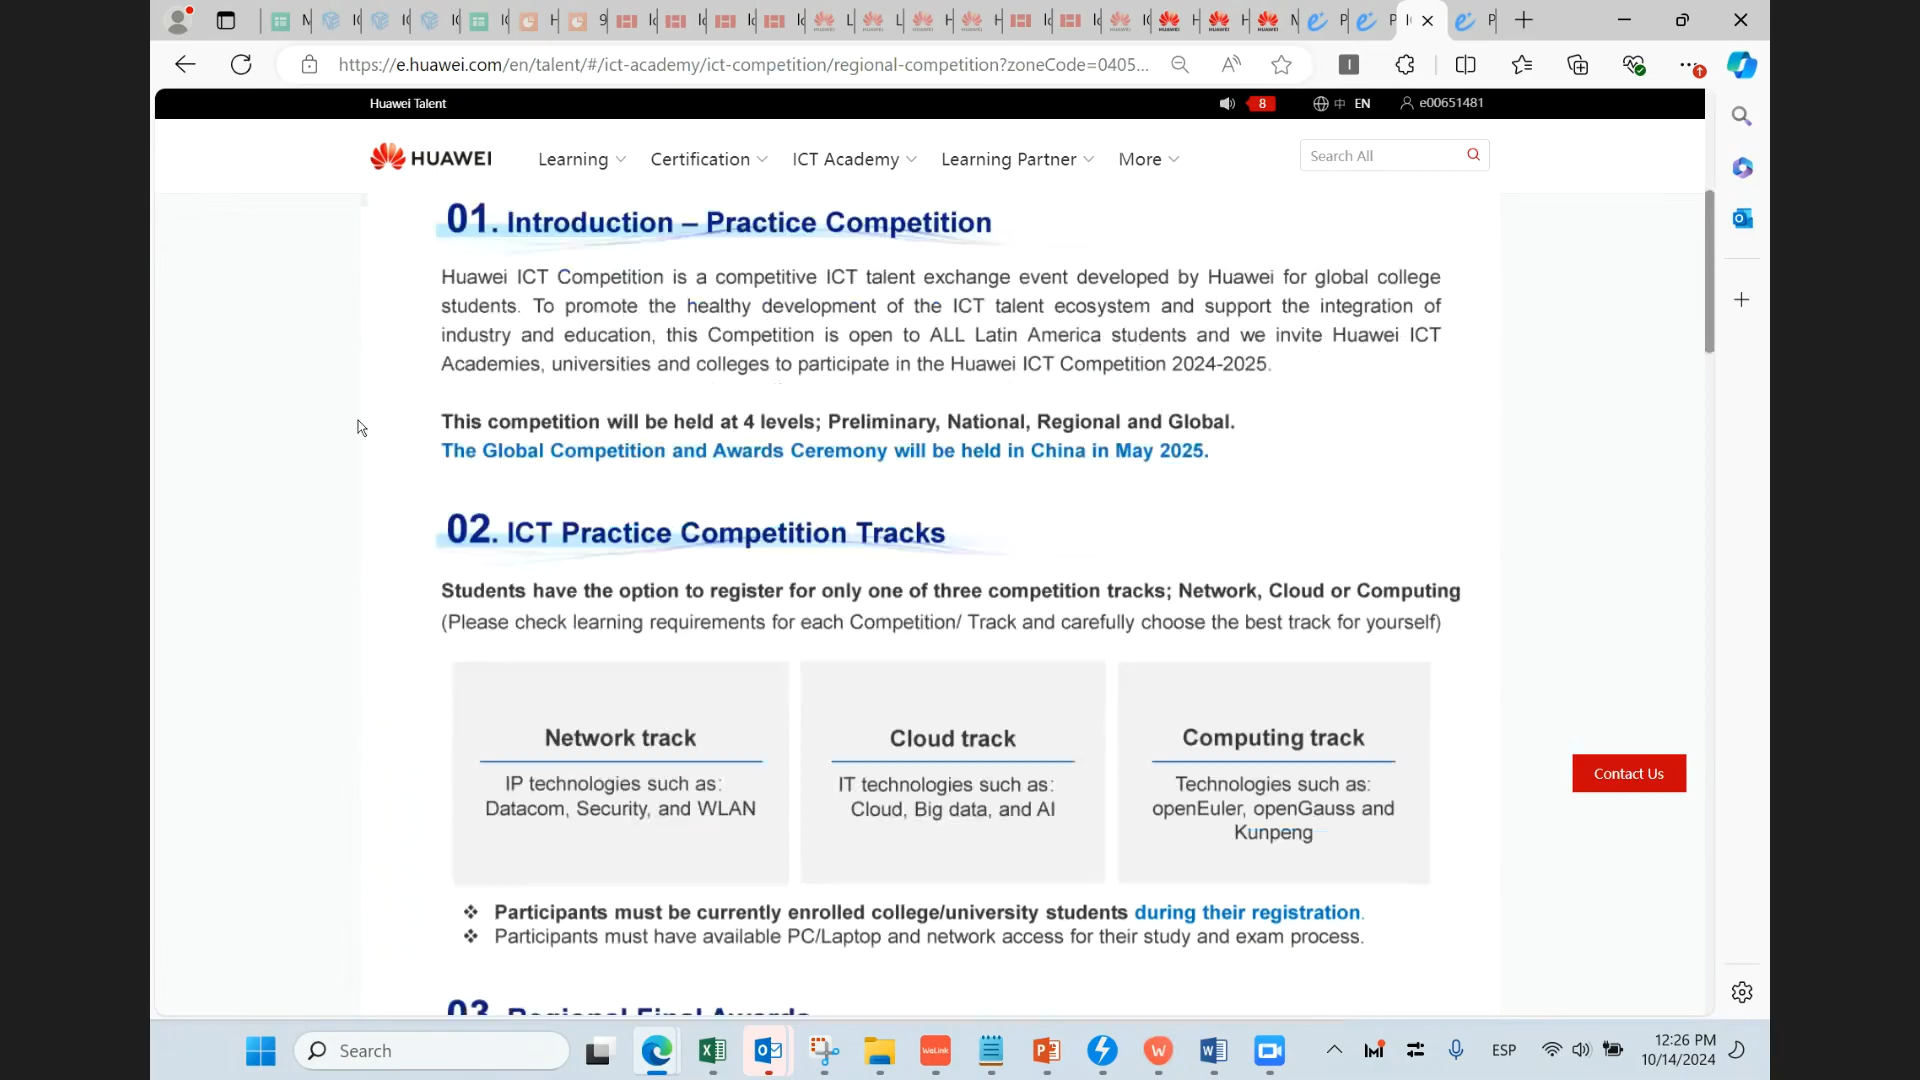 https://e.huawei.com/en/talent/#/ict-academy/ict-competition/regional-competition?zoneCode=0405...
Huawei Talent
8
中 EN
e00651481
HUAWEI
Learning
Certification
ICT Academy
Learning Partner
More
Search All
01. Introduction – Practice Competition
Huawei ICT Competition is a competitive ICT talent exchange event developed by Huawei for global college
students. To promote the healthy development of the ICT talent ecosystem and support the integration of
industry and education, this Competition is open to ALL Latin America students and we invite Huawei ICT
Academies, universities and colleges to participate in the Huawei ICT Competition 2024-2025.
This competition will be held at 4 levels; Preliminary, National, Regional and Global.
The Global Competition and Awards Ceremony will be held in China in May 2025.
02. ICT Practice Competition Tracks
Students have the option to register for only one of three competition tracks; Network, Cloud or Computing
(Please check learning requirements for each Competition/ Track and carefully choose the best track for yourself)
Network track
IP technologies such as:
Datacom, Security, and WLAN
Cloud track
IT technologies such as:
Cloud, Big data, and AI
Computing track
Technologies such as:
openEuler, openGauss and
Kunpeng
Contact Us
❖ Participants must be currently enrolled college/university students during their registration.
❖ Participants must have available PC/Laptop and network access for their study and exam process.
03. Regional Final Awards
Search
WeLink
ESP
12:26 PM
10/14/2024